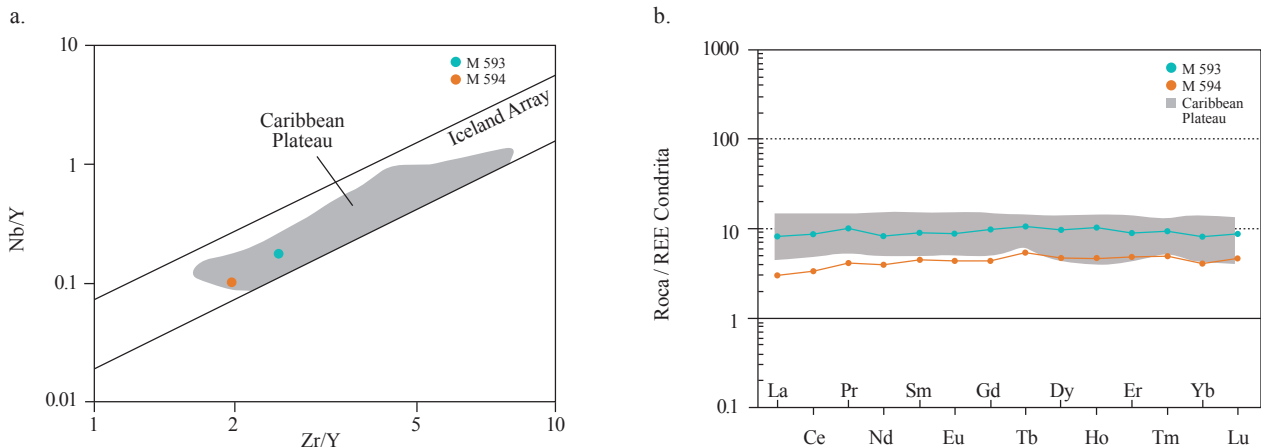 a.
10
1
0.1
0.01
Nb/Y
1
2
5
10
Zr/Y
M 593
M 594
Caribbean
Plateau
Iceland Array
b.
1000
100
10
1
0.1
Roca / REE Condrita
M 593
M 594
Caribbean
Plateau
La
Pr
Sm
Gd
Dy
Er
Yb
Ce
Nd
Eu
Tb
Ho
Tm
Lu